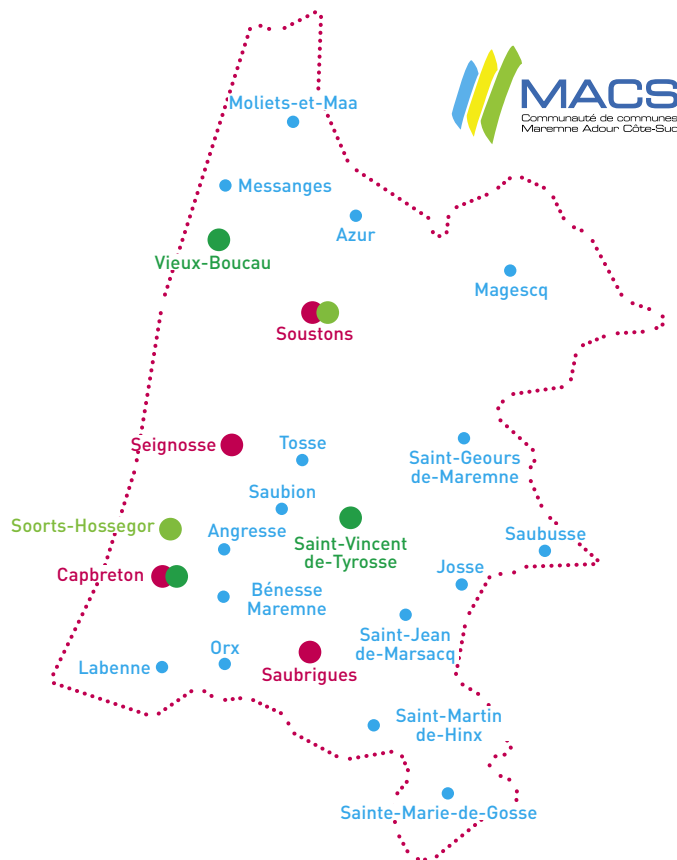 MACS
Communauté de communes
Maremne Adour Côte-Sud
Moliets-et-Maa
Messanges
Azur
Vieux-Boucau
Magescq
Soustons
Seignosse
Tosse
Saint-Geours
de-Maremne
Saubion
Soorts-Hossegor
Angresse
Saint-Vincent
de-Tyrosse
Saubusse
Capbreton
Josse
Bénesse
Maremne
Saint-Jean
de-Marsacq
Orx
Labenne
Saubrigues
Saint-Martin
de-Hinx
Sainte-Marie-de-Gosse